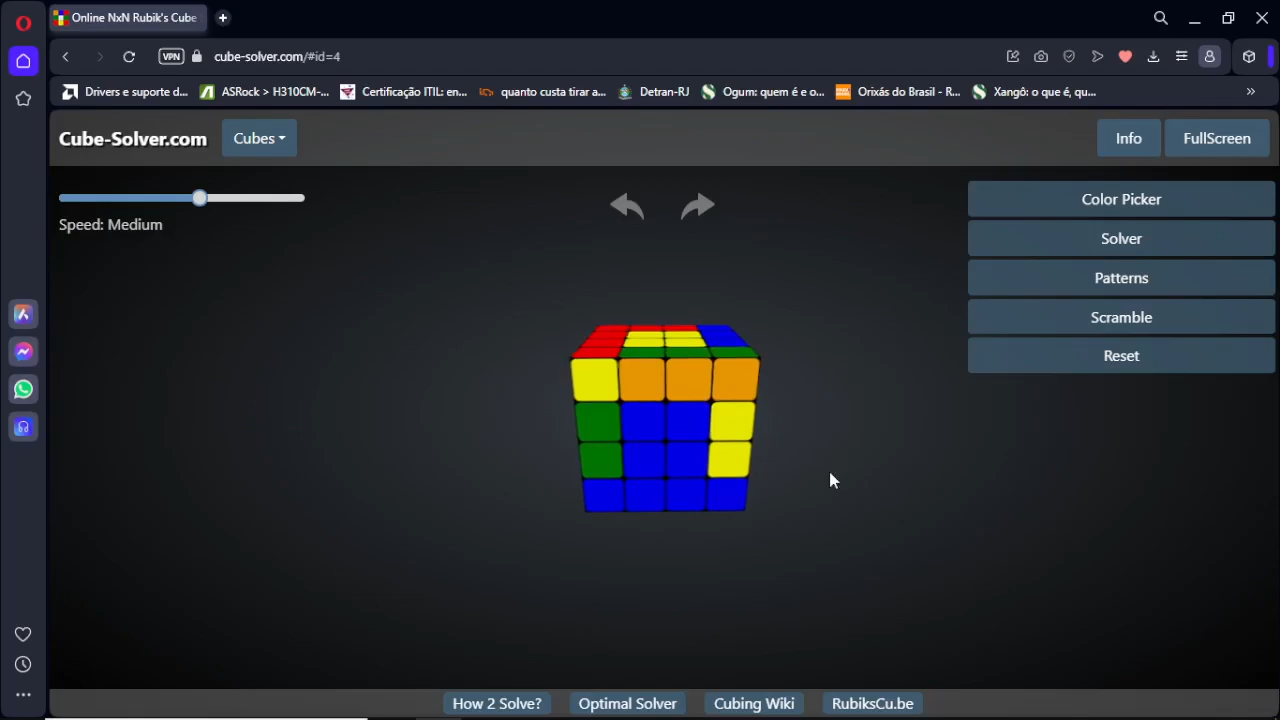 Online NxN Rubik's Cube
VPN
cube-solver.com/#id=4
Drivers e suporte d...
ASRock > H310CM-...
Certificação ITIL: en...
quanto custa tirar a...
Detran-RJ
Ogum: quem é e o...
Orixás do Brasil - R...
Xangô: o que é, qu...
Cube-Solver.com
Cubes
Info
FullScreen
Speed: Medium
Color Picker
Solver
Patterns
Scramble
Reset
How 2 Solve?
Optimal Solver
Cubing Wiki
RubiksCu.be